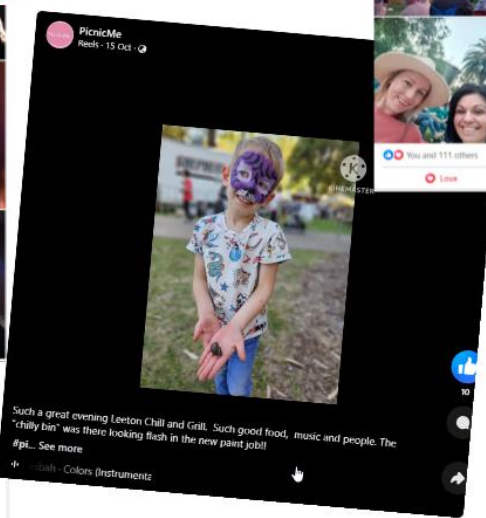 PicnicMe
Reels · 15 Oct ·
KINEMASTER
You and 111 others
Love
10
Such a great evening Leeton Chill and Grill. Such good food, music and people. The
"chilly bin" was there looking flash in the new paint job!!
#pi... See more
- Colors (Instrumenta